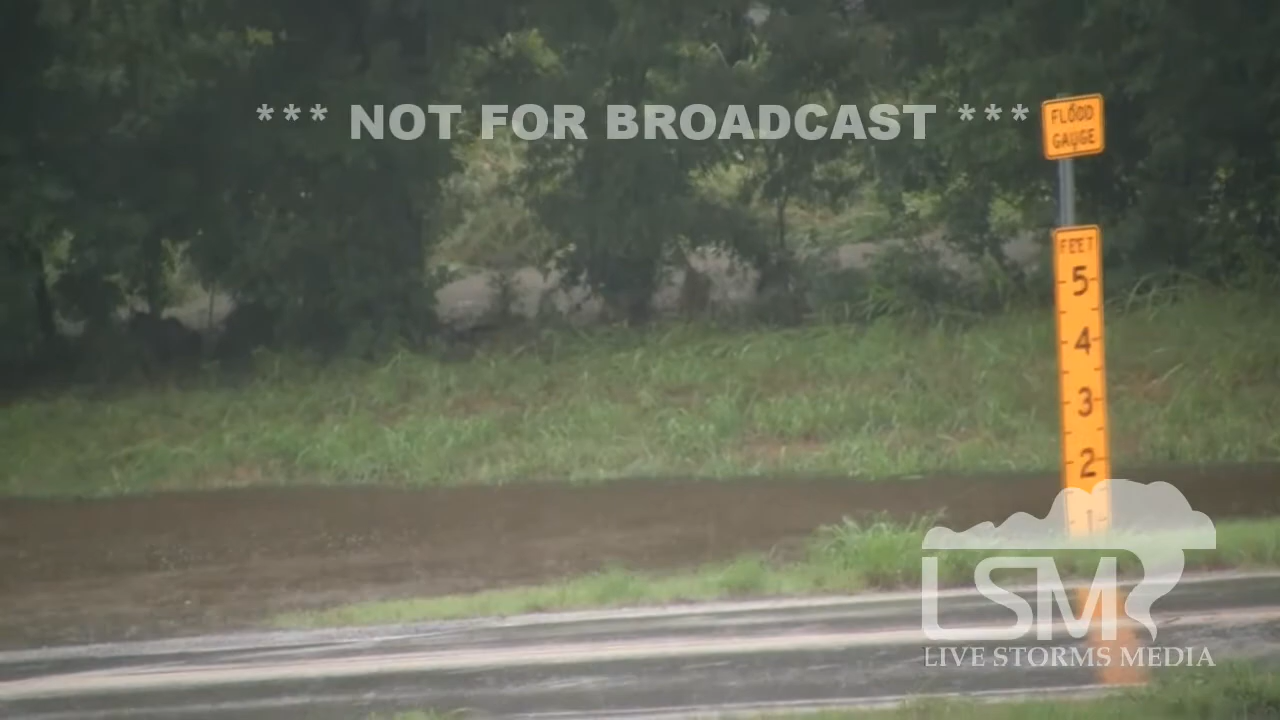 *** NOT FOR BROADCAST ***
FLOOD
GAUGE
FEET
5
4
3
2
1
LSM
LIVE STORMS MEDIA